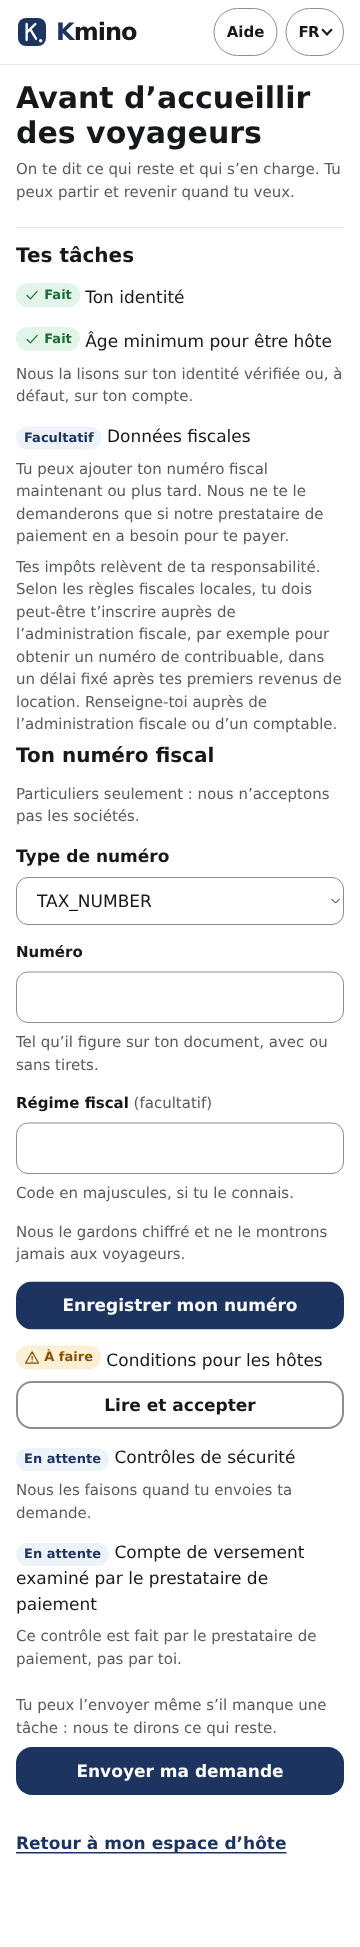 K. Kmino Aide FR
Avant d’accueillir
des voyageurs
On te dit ce qui reste et qui s’en charge. Tu
peux partir et revenir quand tu veux.
Tes tâches
Fait Ton identité
Fait Âge minimum pour être hôte
Nous la lisons sur ton identité vérifiée ou, à
défaut, sur ton compte.
Facultatif Données fiscales
Tu peux ajouter ton numéro fiscal
maintenant ou plus tard. Nous ne te le
demanderons que si notre prestataire de
paiement en a besoin pour te payer.
Tes impôts relèvent de ta responsabilité.
Selon les règles fiscales locales, tu dois
peut-être t’inscrire auprès de
l’administration fiscale, par exemple pour
obtenir un numéro de contribuable, dans
un délai fixé après tes premiers revenus de
location. Renseigne-toi auprès de
l’administration fiscale ou d’un comptable.
Ton numéro fiscal
Particuliers seulement : nous n’acceptons
pas les sociétés.
Type de numéro
TAX_NUMBER
Numéro
Tel qu’il figure sur ton document, avec ou
sans tirets.
Régime fiscal (facultatif)
Code en majuscules, si tu le connais.
Nous le gardons chiffré et ne le montrons
jamais aux voyageurs.
Enregistrer mon numéro
À faire Conditions pour les hôtes
Lire et accepter
En attente Contrôles de sécurité
Nous les faisons quand tu envoies ta
demande.
En attente Compte de versement
examiné par le prestataire de
paiement
Ce contrôle est fait par le prestataire de
paiement, pas par toi.
Tu peux l’envoyer même s’il manque une
tâche : nous te dirons ce qui reste.
Envoyer ma demande
Retour à mon espace d’hôte